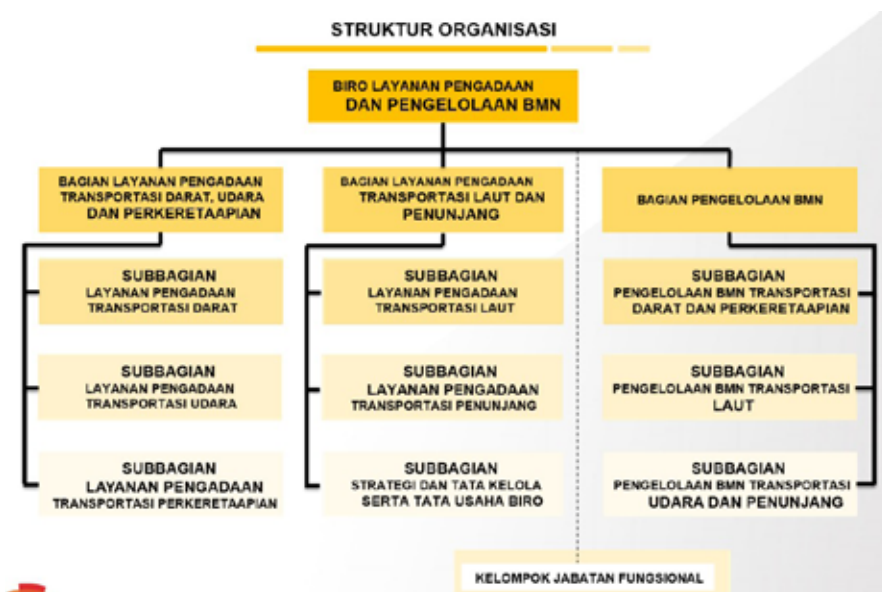 STRUKTUR ORGANISASI
BIRO LAYANAN PENGADAAN
DAN PENGELOLAAN BMN
BAGIAN LAYANAN PENGADAAN
TRANSPORTASI DARAT, UDARA
DAN PERKERETAAPIAN
BAGIAN LAYANAN PENGADAAN
TRANSPORTASI LAUT DAN
PENUNJANG
BAGIAN PENGELOLAAN BMN
SUBBAGIAN
LAYANAN PENGADAAN
TRANSPORTASI DARAT
SUBBAGIAN
LAYANAN PENGADAAN
TRANSPORTASI LAUT
SUBBAGIAN
PENGELOLAAN BMN TRANSPORTASI
DARAT DAN PERKERETAAPIAN
SUBBAGIAN
LAYANAN PENGADAAN
TRANSPORTASI UDARA
SUBBAGIAN
LAYANAN PENGADAAN
TRANSPORTASI PENUNJANG
SUBBAGIAN
PENGELOLAAN BMN TRANSPORTASI
LAUT
SUBBAGIAN
LAYANAN PENGADAAN
TRANSPORTASI PERKERETAAPIAN
SUBBAGIAN
STRATEGI DAN TATA KELOLA
SERTA TATA USAHA BIRO
SUBBAGIAN
PENGELOLAAN BMN TRANSPORTASI
UDARA DAN PENUNJANG
KELOMPOK JABATAN FUNGSIONAL